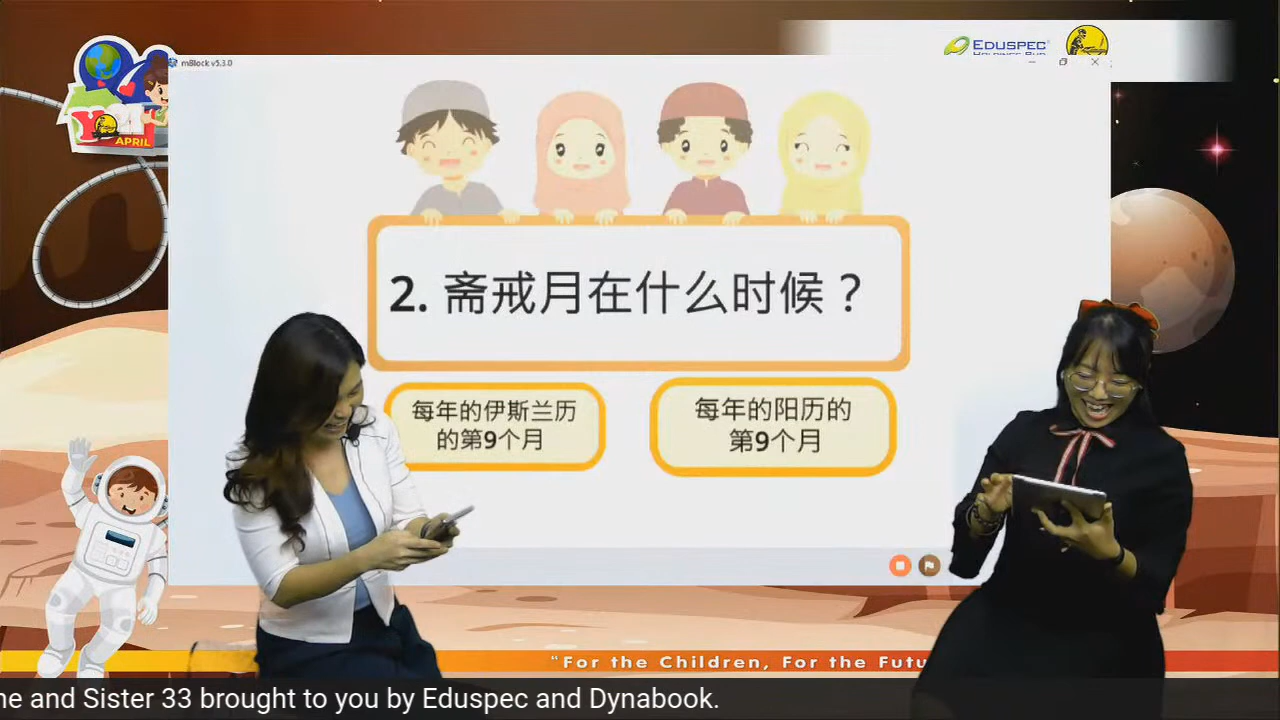 EDUSPEC
mBlock v5.3.0
APRIL
2. 斋戒月在什么时候？
每年的伊斯兰历
的第9个月
每年的阳历的
第9个月
"For the Children, For the Futu
ne and Sister 33 brought to you by Eduspec and Dynabook.